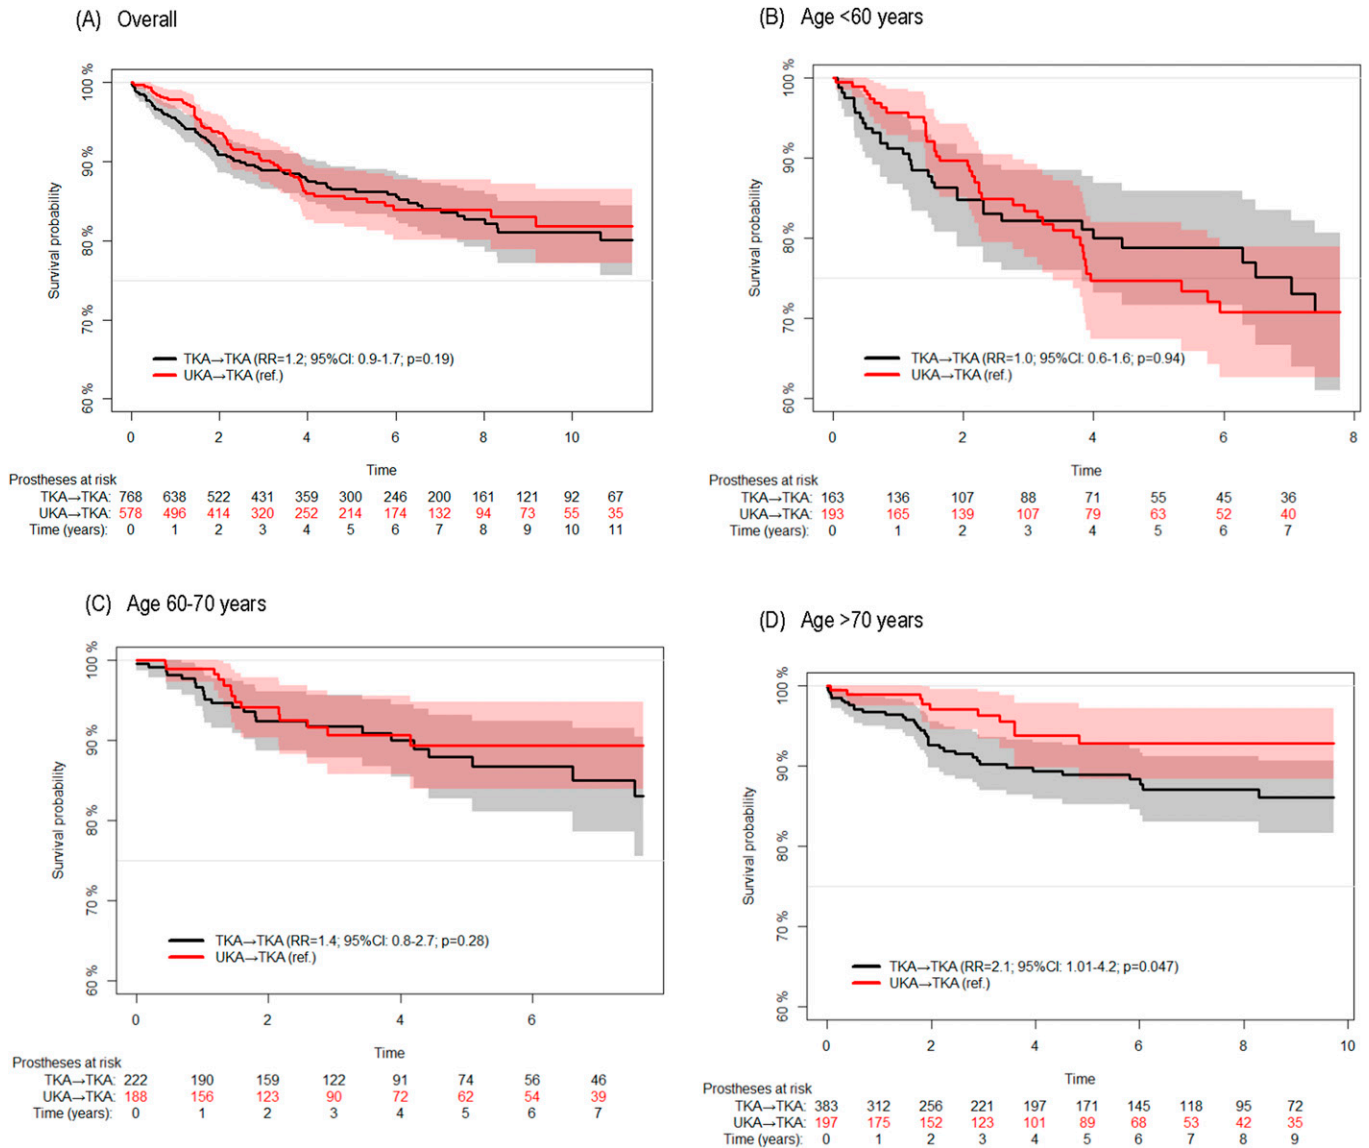 (A) Overall
100 %
90 %
80 %
70 %
60 %
Survival probability
TKA→TKA (RR=1.2; 95%CI: 0.9-1.7; p=0.19)
UKA→TKA (ref.)
0 2 4 6 8 10
Time
Prostheses at risk
TKA→TKA: 768 638 522 431 359 300 246 200 161 121 92 67
UKA→TKA: 578 496 414 320 252 214 174 132 94 73 55 35
Time (years): 0 1 2 3 4 5 6 7 8 9 10 11
(B) Age <60 years
100 %
90 %
80 %
70 %
60 %
Survival probability
TKA→TKA (RR=1.0; 95%CI: 0.6-1.6; p=0.94)
UKA→TKA (ref.)
0 2 4 6 8
Time
Prostheses at risk
TKA→TKA: 163 136 107 88 71 55 45 36
UKA→TKA: 193 165 139 107 79 63 52 40
Time (years): 0 1 2 3 4 5 6 7
(C) Age 60-70 years
100 %
90 %
80 %
70 %
60 %
Survival probability
TKA→TKA (RR=1.4; 95%CI: 0.8-2.7; p=0.28)
UKA→TKA (ref.)
0 2 4 6
Time
Prostheses at risk
TKA→TKA: 222 190 159 122 91 74 56 46
UKA→TKA: 188 156 123 90 72 62 54 39
Time (years): 0 1 2 3 4 5 6 7
(D) Age >70 years
100 %
90 %
80 %
70 %
60 %
Survival probability
TKA→TKA (RR=2.1; 95%CI: 1.01-4.2; p=0.047)
UKA→TKA (ref.)
0 2 4 6 8 10
Time
Prostheses at risk
TKA→TKA: 383 312 256 221 197 171 145 118 95 72
UKA→TKA: 197 175 152 123 101 89 68 53 42 35
Time (years): 0 1 2 3 4 5 6 7 8 9